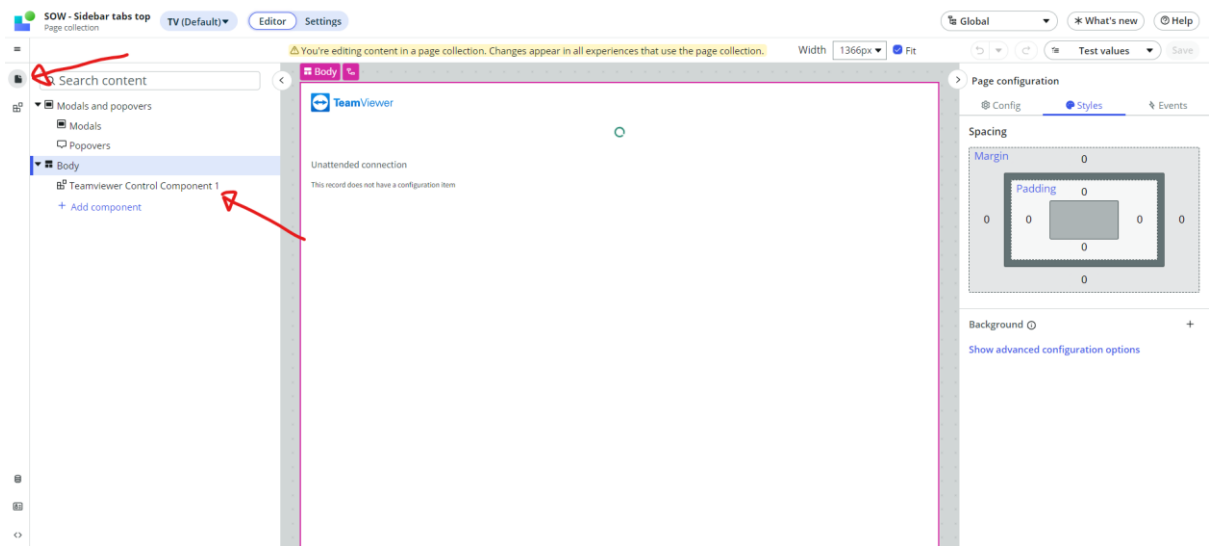 SOW - Sidebar tabs top
Page collection
TV (Default)
Editor
Settings
Global
What's new
Help
You're editing content in a page collection. Changes appear in all experiences that use the page collection.
Width
1366px
Fit
Test values
Save
Search content
Modals and popovers
Modals
Popovers
Body
Teamviewer Control Component 1
+ Add component
Body
TeamViewer
Unattended connection
This record does not have a configuration item
Page configuration
Config
Styles
Events
Spacing
Margin
0
Padding
0
0
0
0
0
0
0
Background
Show advanced configuration options